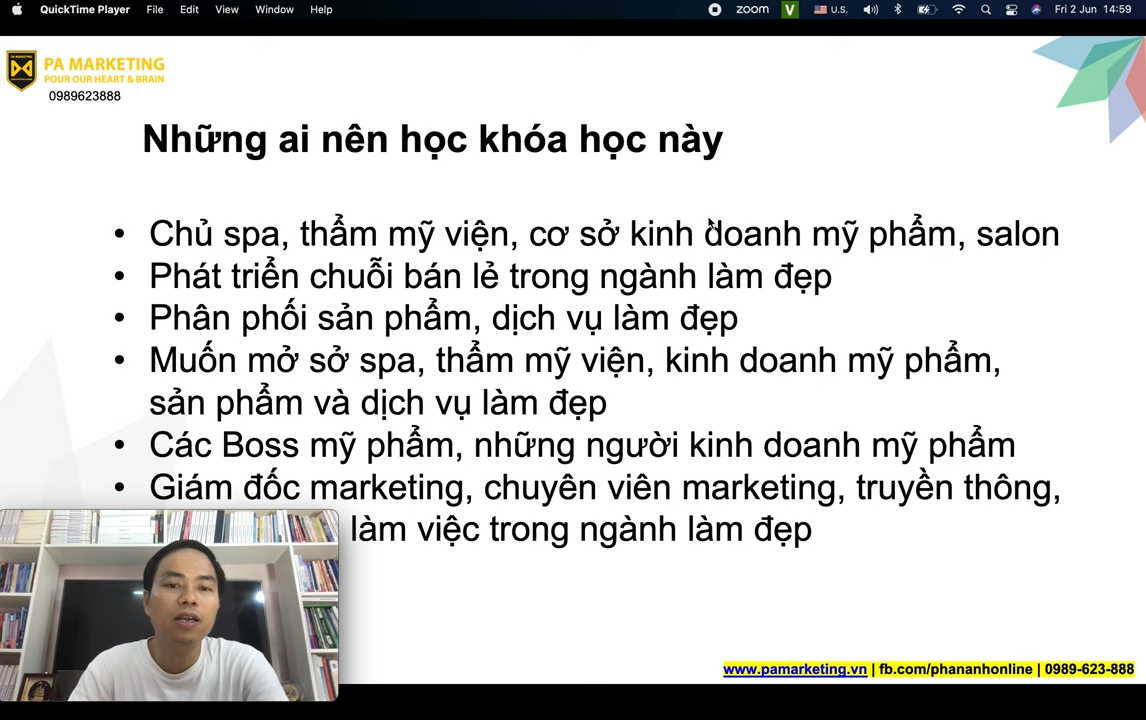 QuickTime Player File Edit View Window Help zoom V U.S. Fri 2 Jun 14:59
PA MARKETING
POUR OUR HEART & BRAIN
0989623888
Những ai nên học khóa học này
• Chủ spa, thẩm mỹ viện, cơ sở kinh doanh mỹ phẩm, salon
• Phát triển chuỗi bán lẻ trong ngành làm đẹp
• Phân phối sản phẩm, dịch vụ làm đẹp
• Muốn mở sở spa, thẩm mỹ viện, kinh doanh mỹ phẩm,
sản phẩm và dịch vụ làm đẹp
• Các Boss mỹ phẩm, những người kinh doanh mỹ phẩm
• Giám đốc marketing, chuyên viên marketing, truyền thông,
làm việc trong ngành làm đẹp
www.pamarketing.vn | fb.com/phananhonline | 0989-623-888